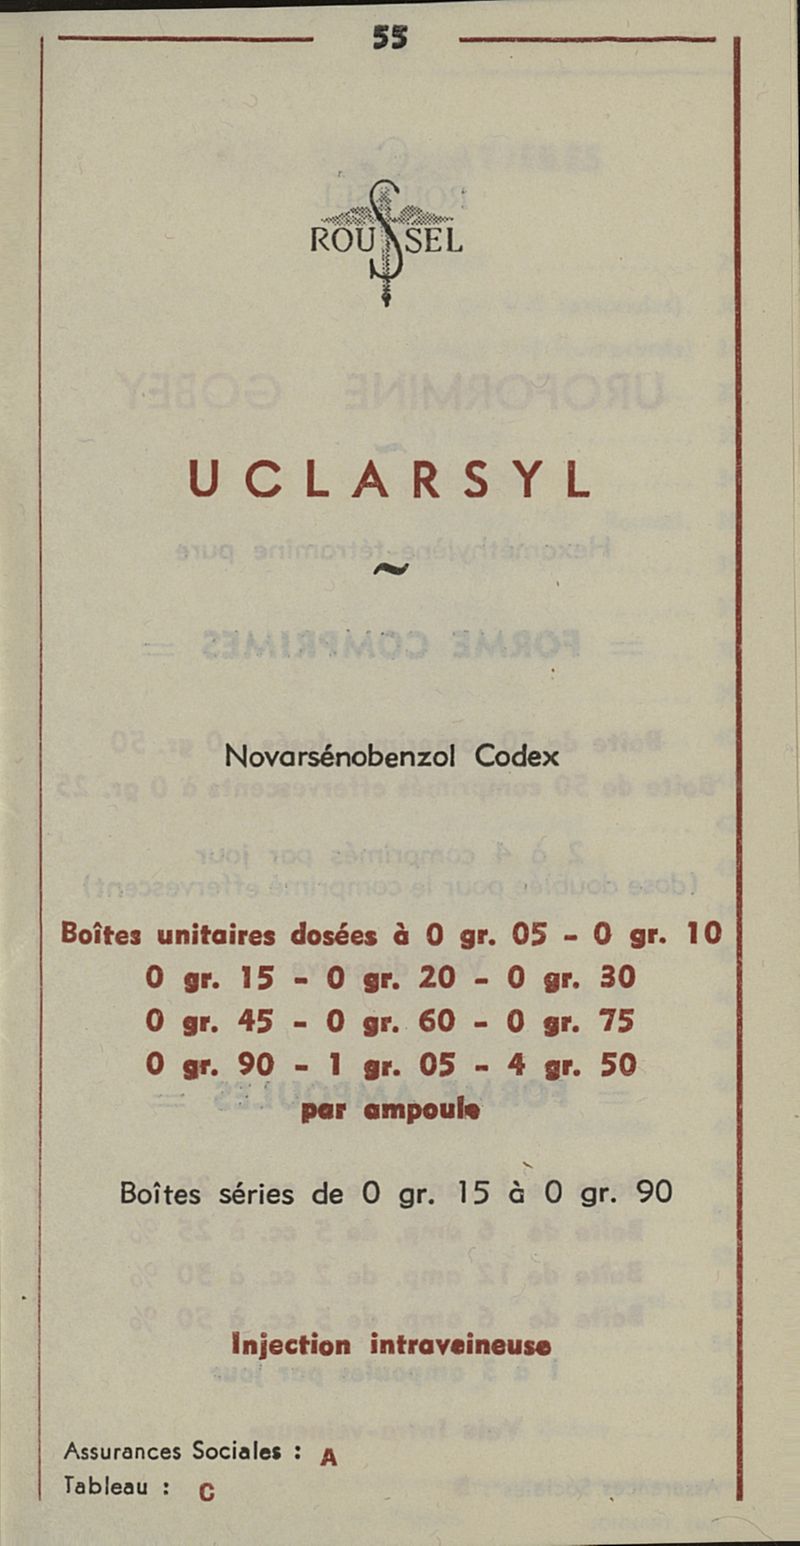 55
ROUSSEL
UCLARSYL
~
Novarsénobenzol Codex
Boîtes unitaires dosées à 0 gr. 05 - 0 gr. 10
0 gr. 15 - 0 gr. 20 - 0 gr. 30
0 gr. 45 - 0 gr. 60 - 0 gr. 75
0 gr. 90 - 1 gr. 05 - 4 gr. 50
par ampoule
Boîtes séries de 0 gr. 15 à 0 gr. 90
Injection intraveineuse
Assurances Sociales : A
Tableau : C